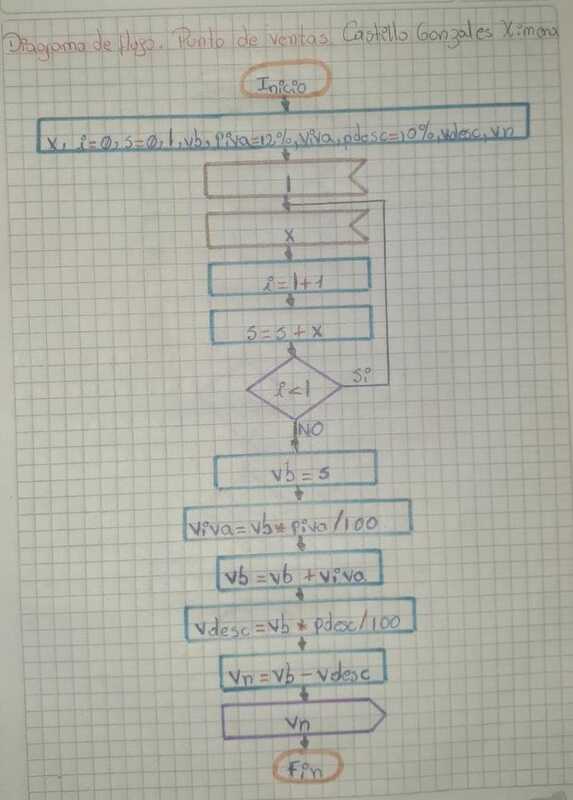 Diagrama de flujo. Punto de ventas. Castillo Gonzales Ximena
Inicio
x, i=0, s=0, l, vb, piva=12%, viva, pdesc=10%, vdesc, vn
l
x
i=l+1
s=s+x
i<l
si
NO
vb=s
viva=vb*piva/100
vb=vb+viva
vdesc=vb*pdesc/100
vn=vb-vdesc
vn
Fin